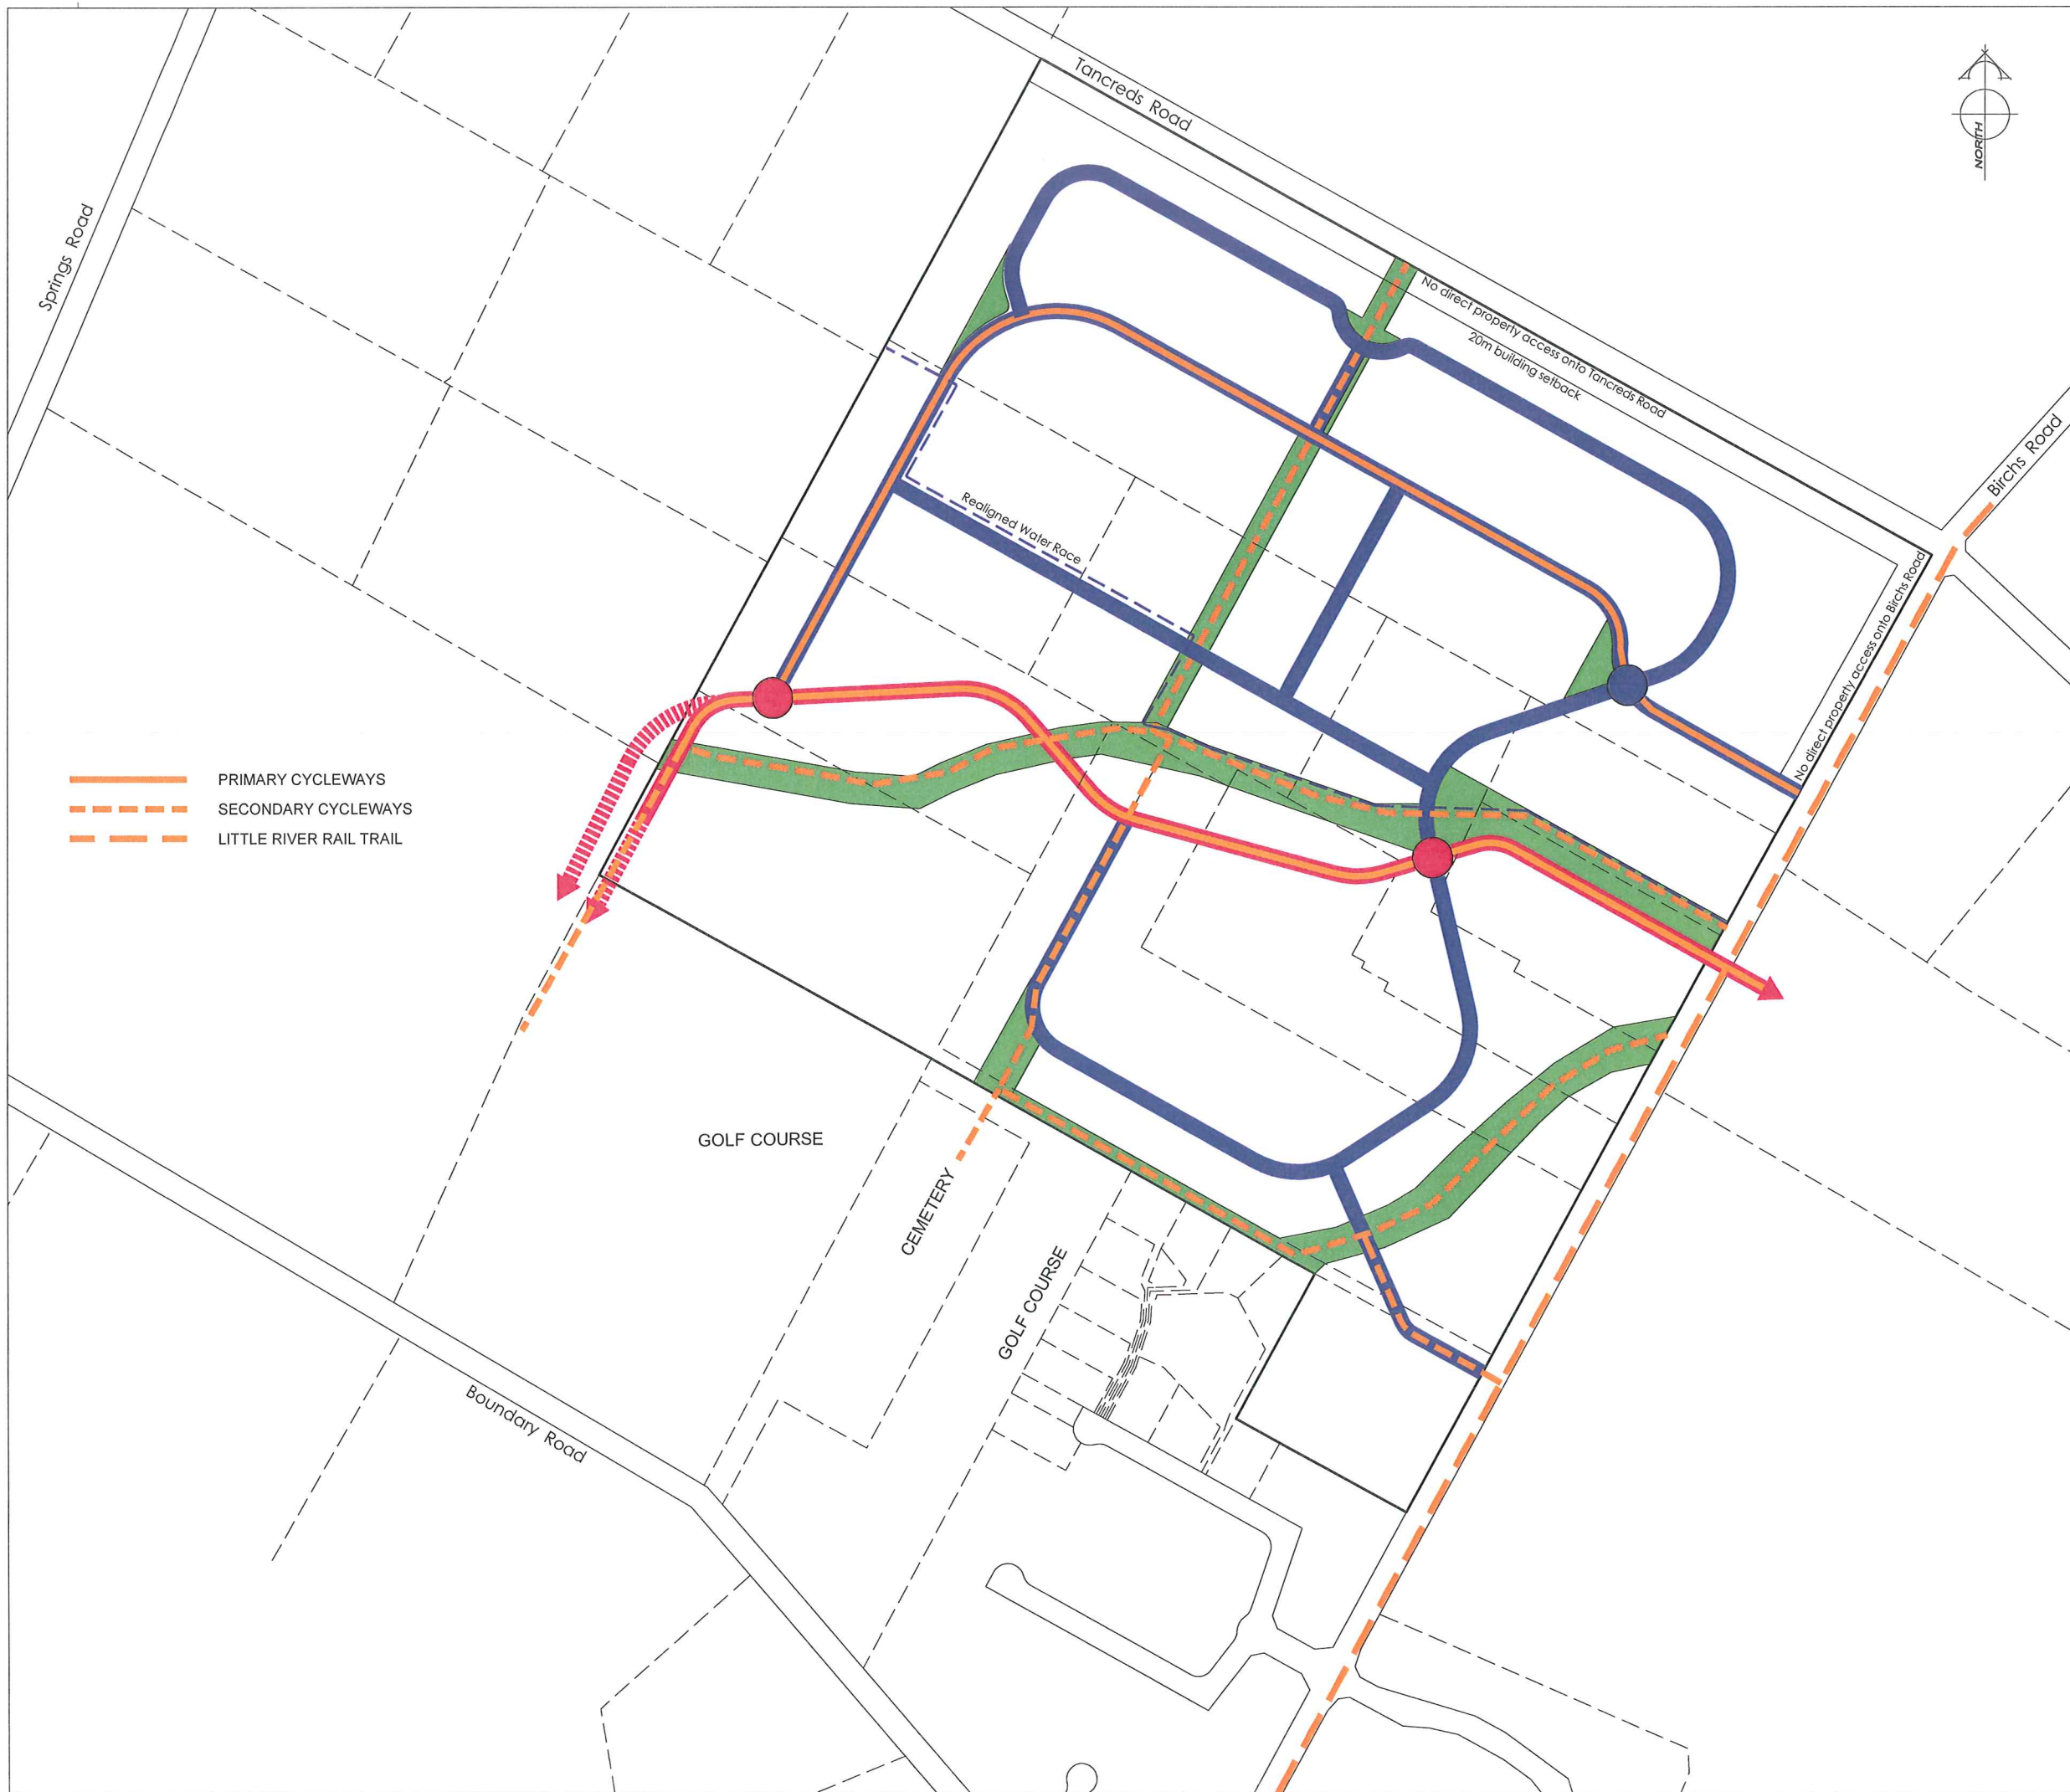 Tancreds Road
NORTH
Springs Road
No direct property access onto Tancreds Road
20m building setback
Birchs Road
Realigned Water Race
No direct property access onto Birchs Road
PRIMARY CYCLEWAYS
SECONDARY CYCLEWAYS
LITTLE RIVER RAIL TRAIL
GOLF COURSE
CEMETERY
GOLF COURSE
Boundary Road